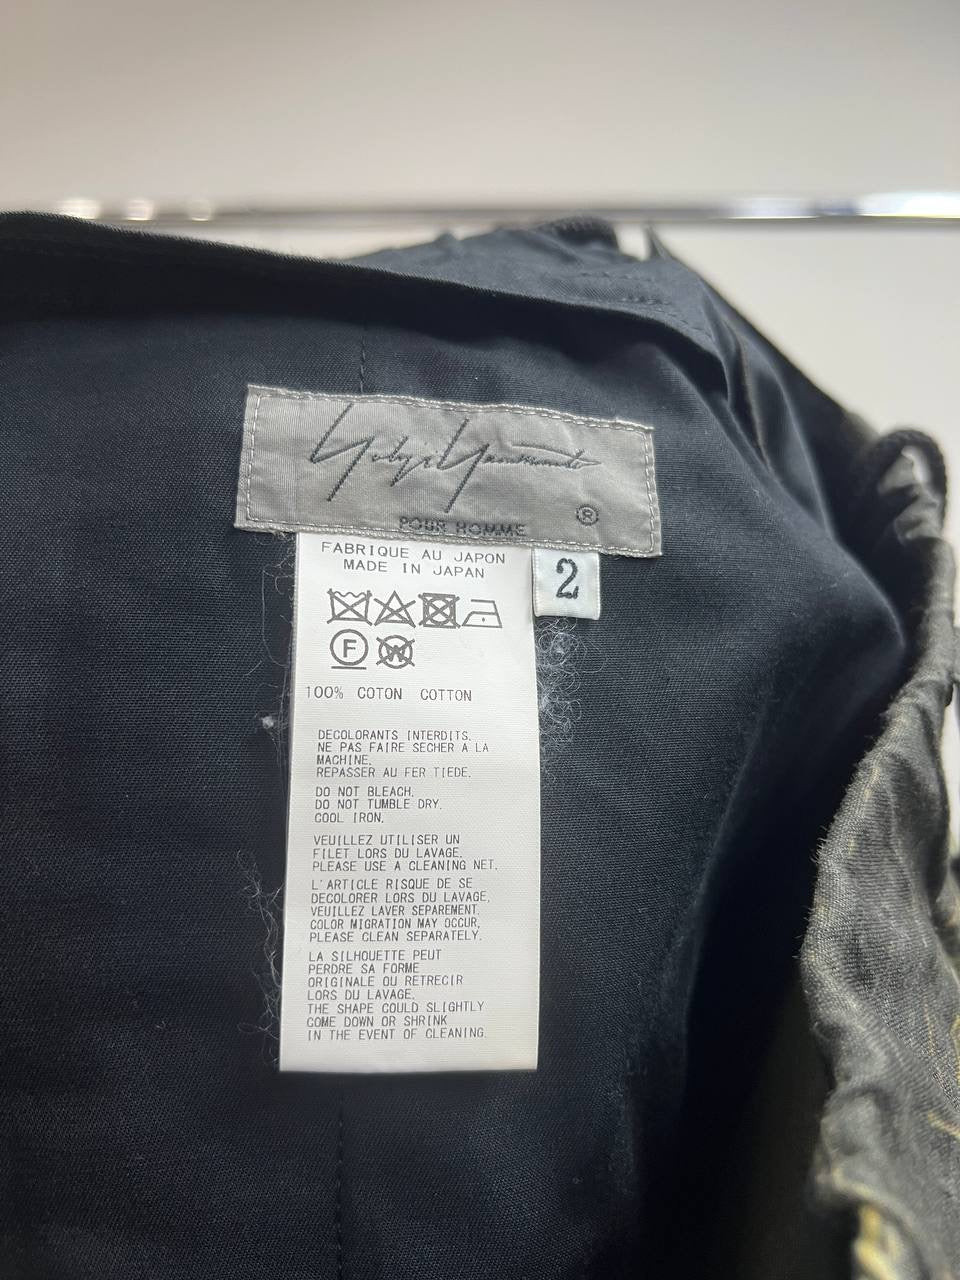 Yohji Yamamoto
POUR HOMME ®
FABRIQUE AU JAPON
MADE IN JAPAN
2
F
W
100% COTON COTTON
DECOLORANTS INTERDITS.
NE PAS FAIRE SECHER A LA
MACHINE.
REPASSER AU FER TIEDE.
DO NOT BLEACH.
DO NOT TUMBLE DRY.
COOL IRON.
VEUILLEZ UTILISER UN
FILET LORS DU LAVAGE.
PLEASE USE A CLEANING NET.
L'ARTICLE RISQUE DE SE
DECOLORER LORS DU LAVAGE,
VEUILLEZ LAVER SEPAREMENT.
COLOR MIGRATION MAY OCCUR,
PLEASE CLEAN SEPARATELY.
LA SILHOUETTE PEUT
PERDRE SA FORME
ORIGINALE OU RETRECIR
LORS DU LAVAGE.
THE SHAPE COULD SLIGHTLY
COME DOWN OR SHRINK
IN THE EVENT OF CLEANING.